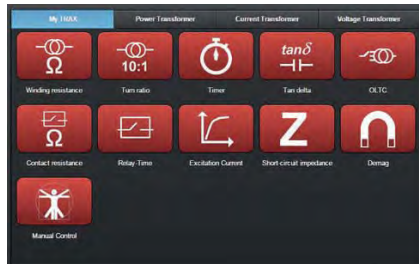 My TRAX Power Transformer Current Transformer Voltage Transformer
Ω 10:1 tanδ
Winding resistance Turn ratio Timer Tan delta OLTC
Ω Z
Contact resistance Relay-Time Excitation Current Short-circuit impedance Demag
Manual Control